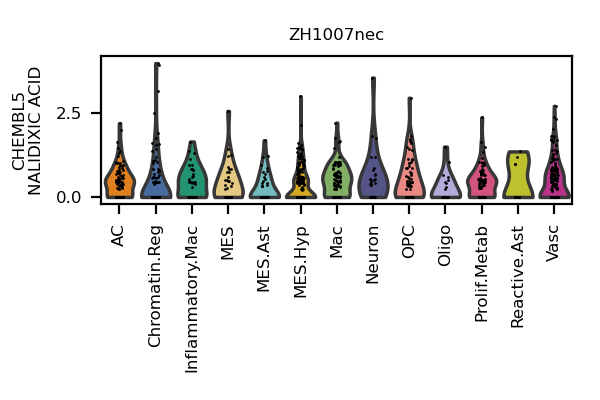 ZH1007nec
CHEMBL5
NALIDIXIC ACID
2.5
0.0
AC
Chromatin.Reg
Inflammatory.Mac
MES
MES.Ast
MES.Hyp
Mac
Neuron
OPC
Oligo
Prolif.Metab
Reactive.Ast
Vasc